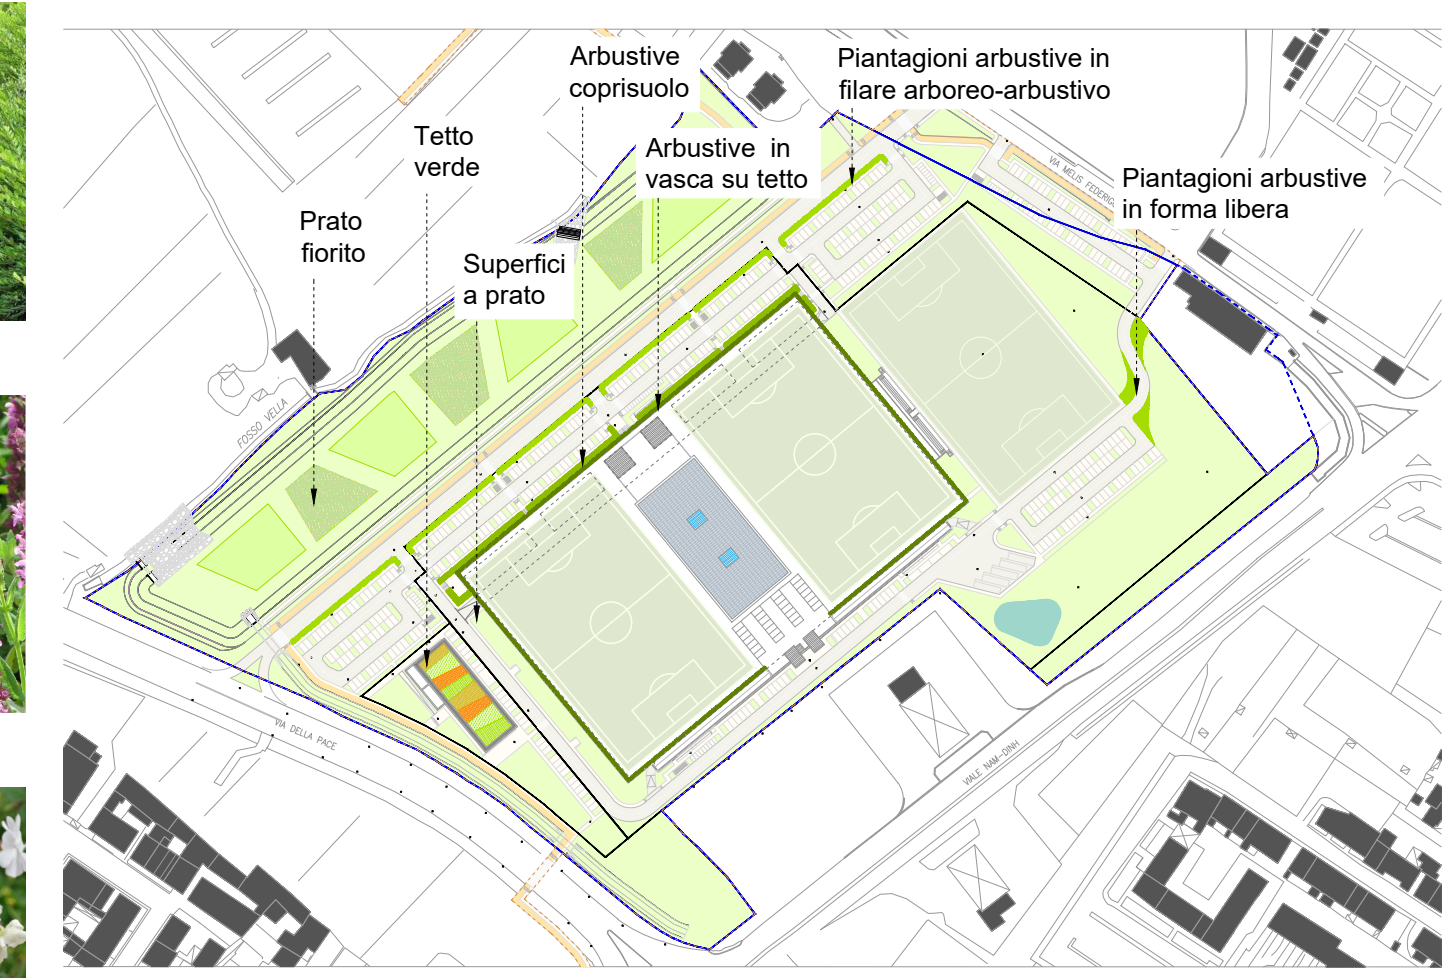 Arbustive
coprisuolo
Piantagioni arbustive in
filare arboreo-arbustivo
Tetto
verde
Arbustive in
vasca su tetto
Piantagioni arbustive
in forma libera
Prato
fiorito
Superfici
a prato
VIA MELIS FEDERIGO
FOSSO VELLA
VIA DELLA PACE
VIALE NAM-DINH